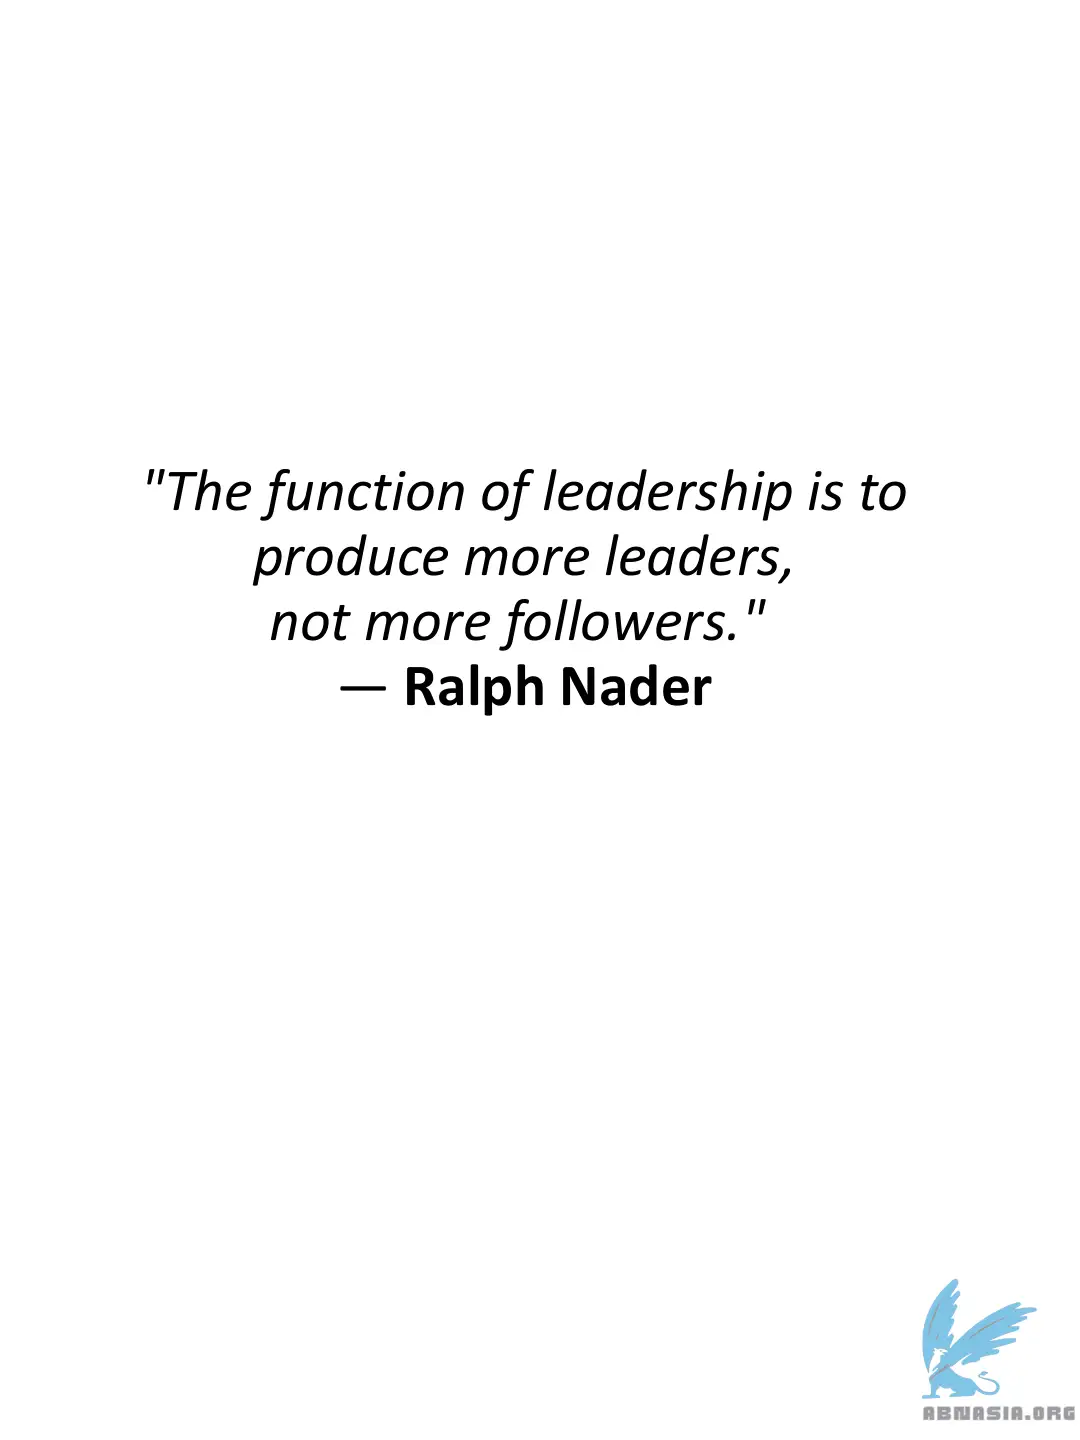 "The function of leadership is to
produce more leaders,
not more followers."
— Ralph Nader
ABNASIA.ORG